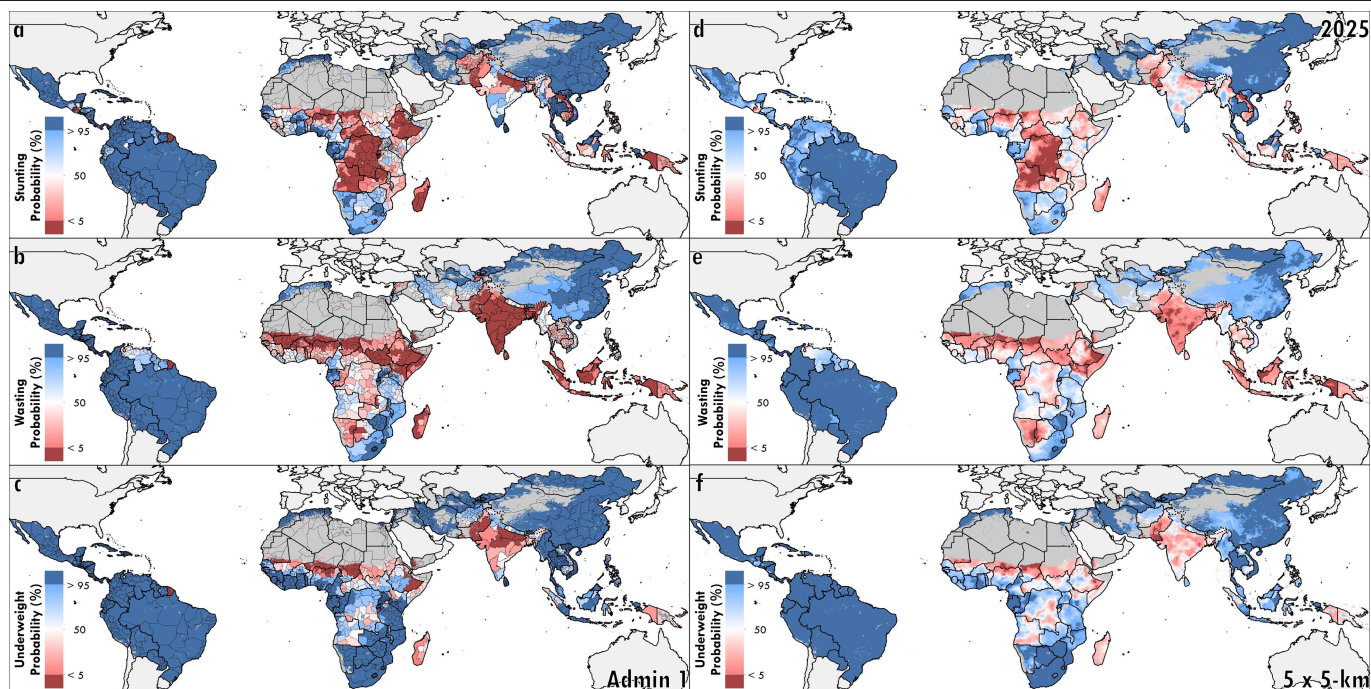 a
Stunting
Probability (%)
> 95
50
< 5
d
2025
Stunting
Probability (%)
> 95
50
< 5
b
Wasting
Probability (%)
> 95
50
< 5
e
Wasting
Probability (%)
> 95
50
< 5
c
Underweight
Probability (%)
> 95
50
< 5
Admin 1
f
Underweight
Probability (%)
> 95
50
< 5
5 x 5-km